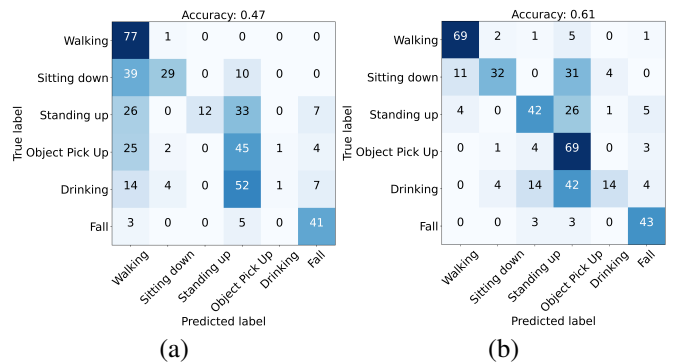 Accuracy: 0.47
True label
Walking 77 1 0 0 0 0
Sitting down 39 29 0 10 0 0
Standing up 26 0 12 33 0 7
Object Pick Up 25 2 0 45 1 4
Drinking 14 4 0 52 1 7
Fall 3 0 0 5 0 41
Walking Sitting down Standing up Object Pick Up Drinking Fall
Predicted label
(a)
Accuracy: 0.61
True label
Walking 69 2 1 5 0 1
Sitting down 11 32 0 31 4 0
Standing up 4 0 42 26 1 5
Object Pick Up 0 1 4 69 0 3
Drinking 0 4 14 42 14 4
Fall 0 0 3 3 0 43
Walking Sitting down Standing up Object Pick Up Drinking Fall
Predicted label
(b)